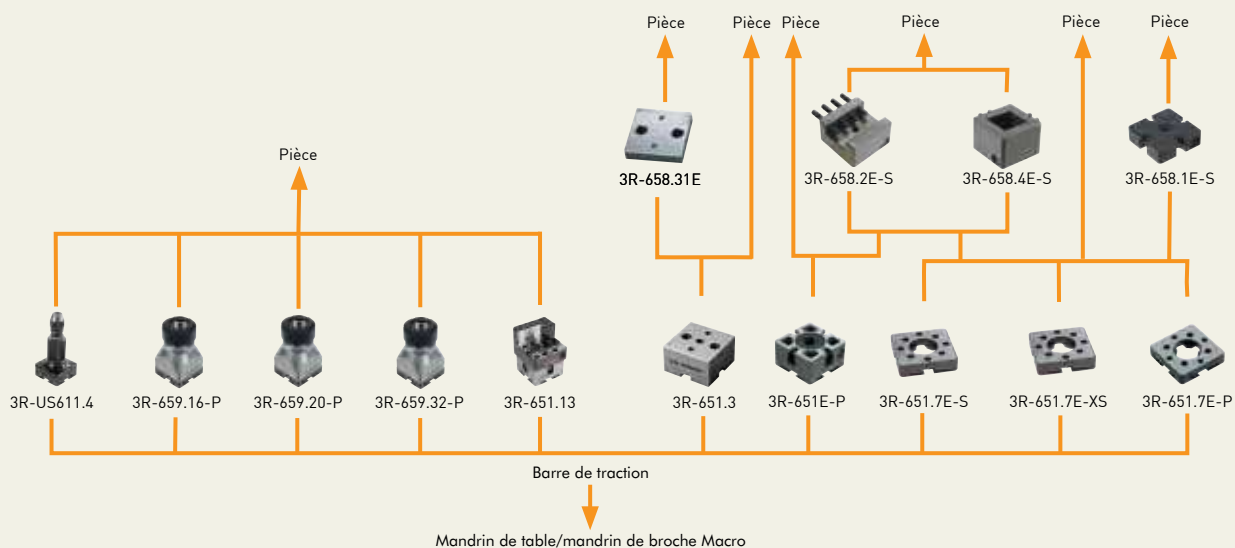 Pièce
Pièce
Pièce
Pièce
Pièce
Pièce
3R-658.31E
3R-658.2E-S
3R-658.4E-S
3R-658.1E-S
Pièce
3R-US611.4
3R-659.16-P
3R-659.20-P
3R-659.32-P
3R-651.13
3R-651.3
3R-651E-P
3R-651.7E-S
3R-651.7E-XS
3R-651.7E-P
Barre de traction
Mandrin de table/mandrin de broche Macro